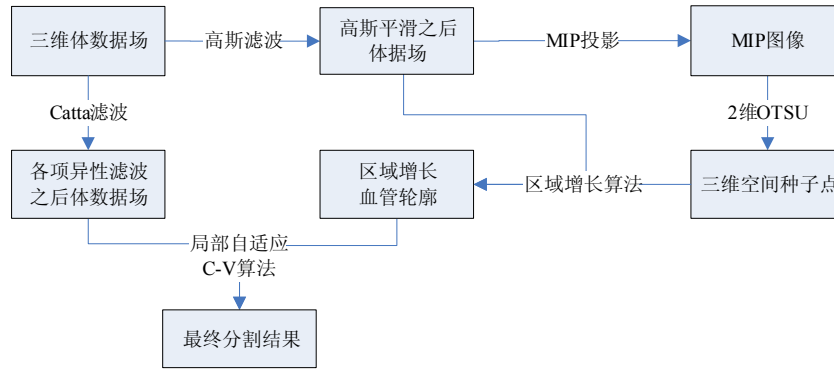 三维体数据场
高斯滤波
高斯平滑之后
体据场
MIP投影
MIP图像
Catta滤波
2维OTSU
各项异性滤波
之后体数据场
区域增长
血管轮廓
区域增长算法
三维空间种子点
局部自适应
C-V算法
最终分割结果